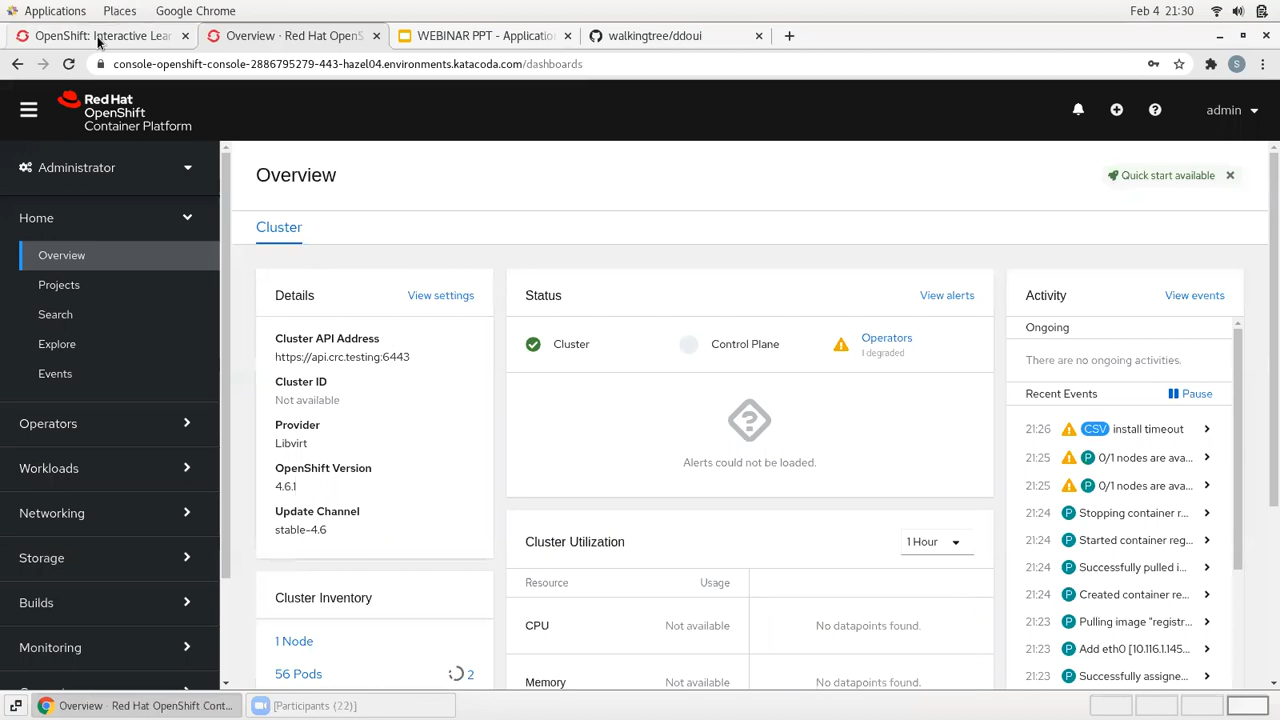 Applications Places Google Chrome Feb 4 21:30
OpenShift: Interactive Lear
Overview · Red Hat OpenS
WEBINAR PPT - Applicatio
walkingtree/ddoui
console-openshift-console-2886795279-443-hazel04.environments.katacoda.com/dashboards
S
Red Hat
OpenShift
Container Platform
admin
Administrator
Home
Overview
Projects
Search
Explore
Events
Operators
Workloads
Networking
Storage
Builds
Monitoring
Overview
Quick start available
Cluster
Details View settings
Cluster API Address
https://api.crc.testing:6443
Cluster ID
Not available
Provider
Libvirt
OpenShift Version
4.6.1
Update Channel
stable-4.6
Cluster Inventory
1 Node
56 Pods 2
Status View alerts
Cluster Control Plane Operators
1 degraded
Alerts could not be loaded.
Cluster Utilization 1 Hour
Resource Usage
CPU Not available No datapoints found.
Memory Not available No datapoints found.
Activity View events
Ongoing
There are no ongoing activities.
Recent Events Pause
21:26 CSV install timeout
21:25 P 0/1 nodes are ava...
21:25 P 0/1 nodes are ava...
21:24 P Stopping container r...
21:24 P Started container reg...
21:24 P Successfully pulled i...
21:24 P Created container re...
21:23 P Pulling image "registr...
21:23 P Add eth0 [10.116.1.145...
21:23 P Successfully assigne...
Overview · Red Hat OpenShift Cont...
[Participants (22)]